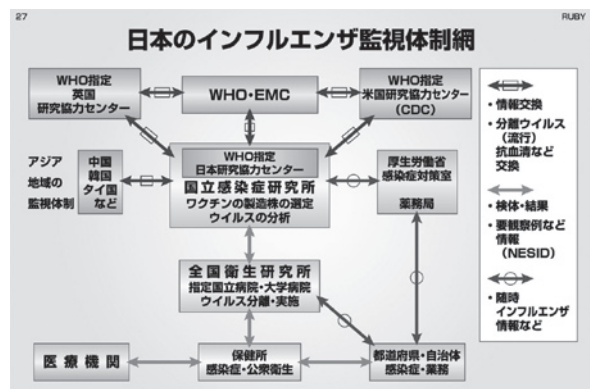 27
RUBY
日本のインフルエンザ監視体制網
WHO指定
英国
研究協力センター
WHO・EMC
WHO指定
米国研究協力センター
(CDC)
アジア
地域の
監視体制
中国
韓国
タイ国
など
WHO指定
日本研究協力センター
国立感染症研究所
ワクチンの製造株の選定
ウイルスの分析
厚生労働省
感染症対策室
薬務局
全国衛生研究所
指定国立病院・大学病院
ウイルス分離・実施
医療機関
保健所
感染症・公衆衛生
都道府県・自治体
感染症・薬務
・情報交換
・分離ウイルス
(流行)
抗血清など
交換
・検体・結果
・要観察例など
情報
(NESID)
・随時
インフルエンザ
情報など